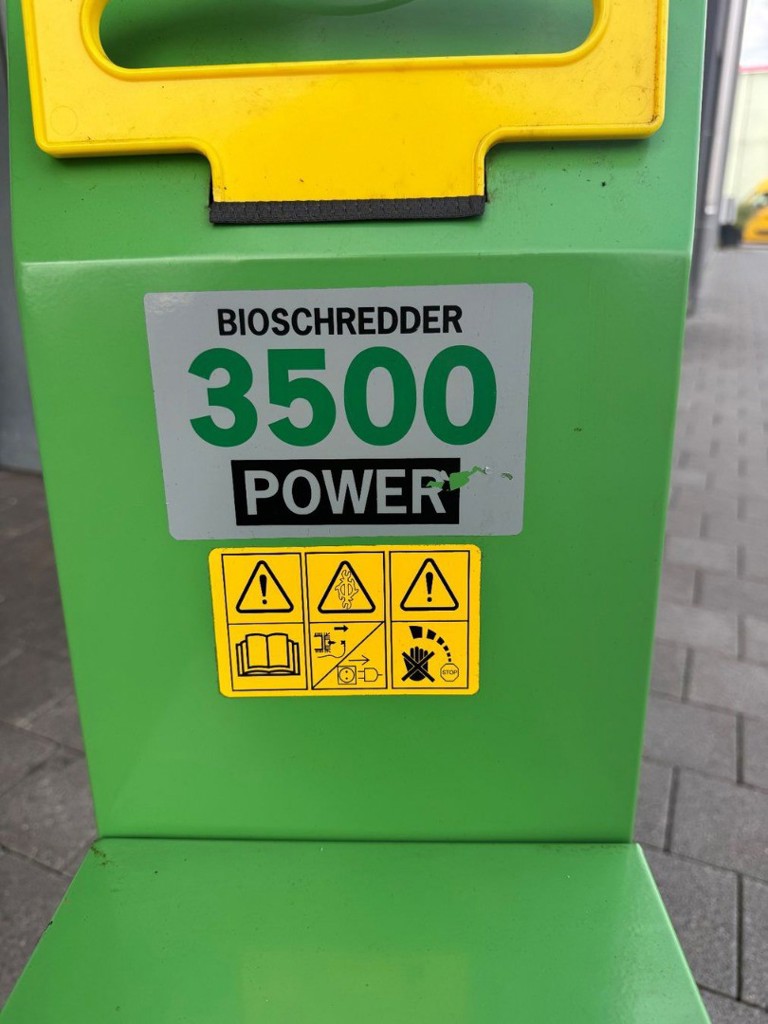 BIOSCHREDDER
3500
POWER
STOP